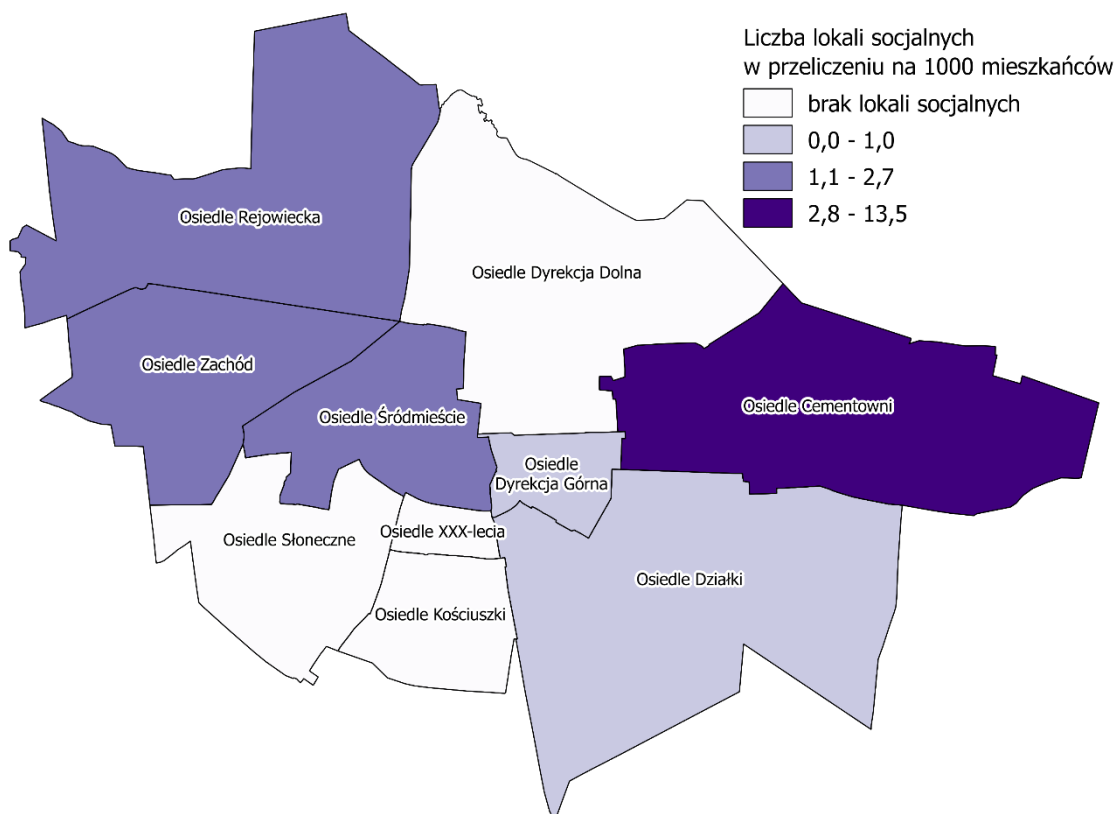 Liczba lokali socjalnych
w przeliczeniu na 1000 mieszkańców
brak lokali socjalnych
0,0 - 1,0
1,1 - 2,7
2,8 - 13,5
Osiedle Rejowiecka
Osiedle Dyrekcja Dolna
Osiedle Zachód
Osiedle Śródmieście
Osiedle Cementowni
Osiedle
Dyrekcja Górna
Osiedle XXX-lecia
Osiedle Słoneczne
Osiedle Działki
Osiedle Kościuszki